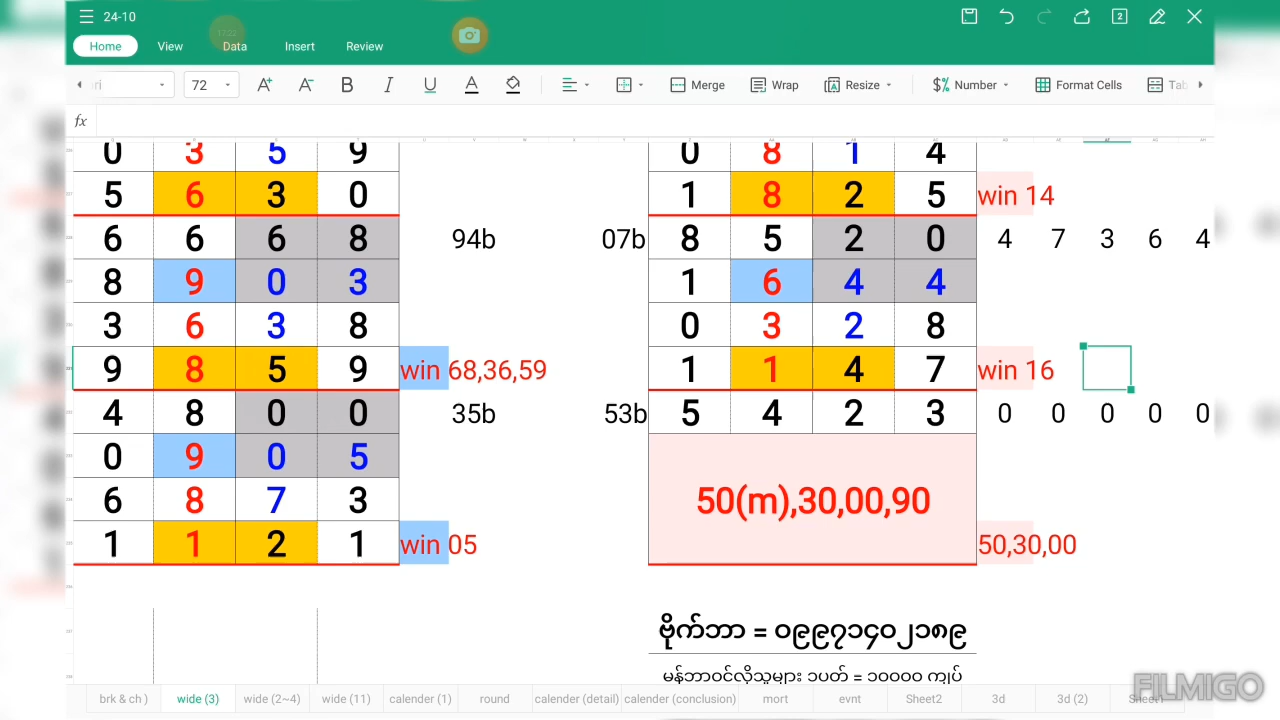 24-10
Home View Data Insert Review
72 B I U A Merge Wrap Resize Number Format Cells Tab
fx
0 3 5 9 0 8 1 4
5 6 3 0 1 8 2 5 win 14
6 6 6 8 94b 07b 8 5 2 0 4 7 3 6 4
8 9 0 3 1 6 4 4
3 6 3 8 0 3 2 8
9 8 5 9 win 68,36,59 1 1 4 7 win 16
4 8 0 0 35b 53b 5 4 2 3 0 0 0 0 0
0 9 0 5
6 8 7 3 50(m),30,00,90
1 1 2 1 win 05 50,30,00
ဗိုက်ဘာ = ၀၉၉၇၁၄၀၂၁၈၉
မန်ဘာဝင်လိုသူများ ၁ပတ် = ၁၀၀၀၀ ကျပ်
brk & ch ) wide (3) wide (2~4) wide (11) calender (1) round calender (detail) calender (conclusion) mort evnt Sheet2 3d 3d (2) Sheet1
FILMIGO